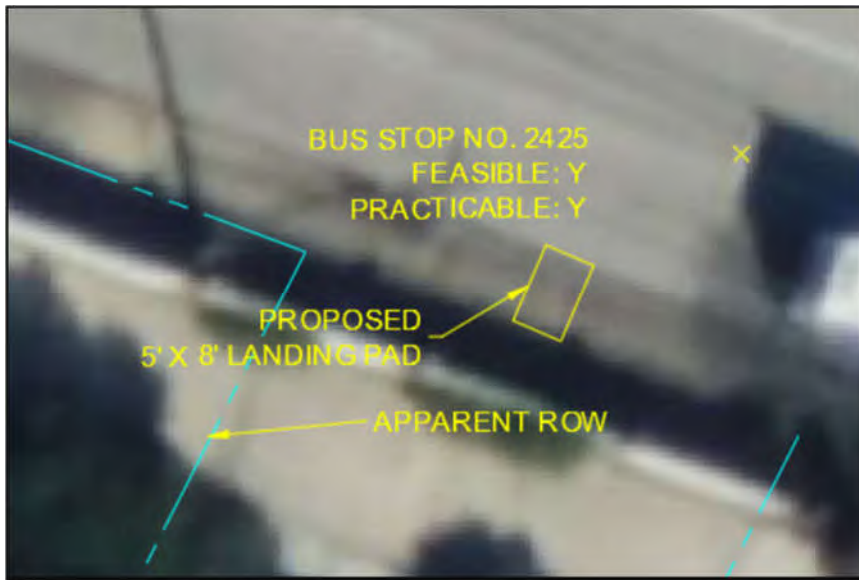 BUS STOP NO. 2425
FEASIBLE: Y
PRACTICABLE: Y
PROPOSED
5' X 8' LANDING PAD
APPARENT ROW